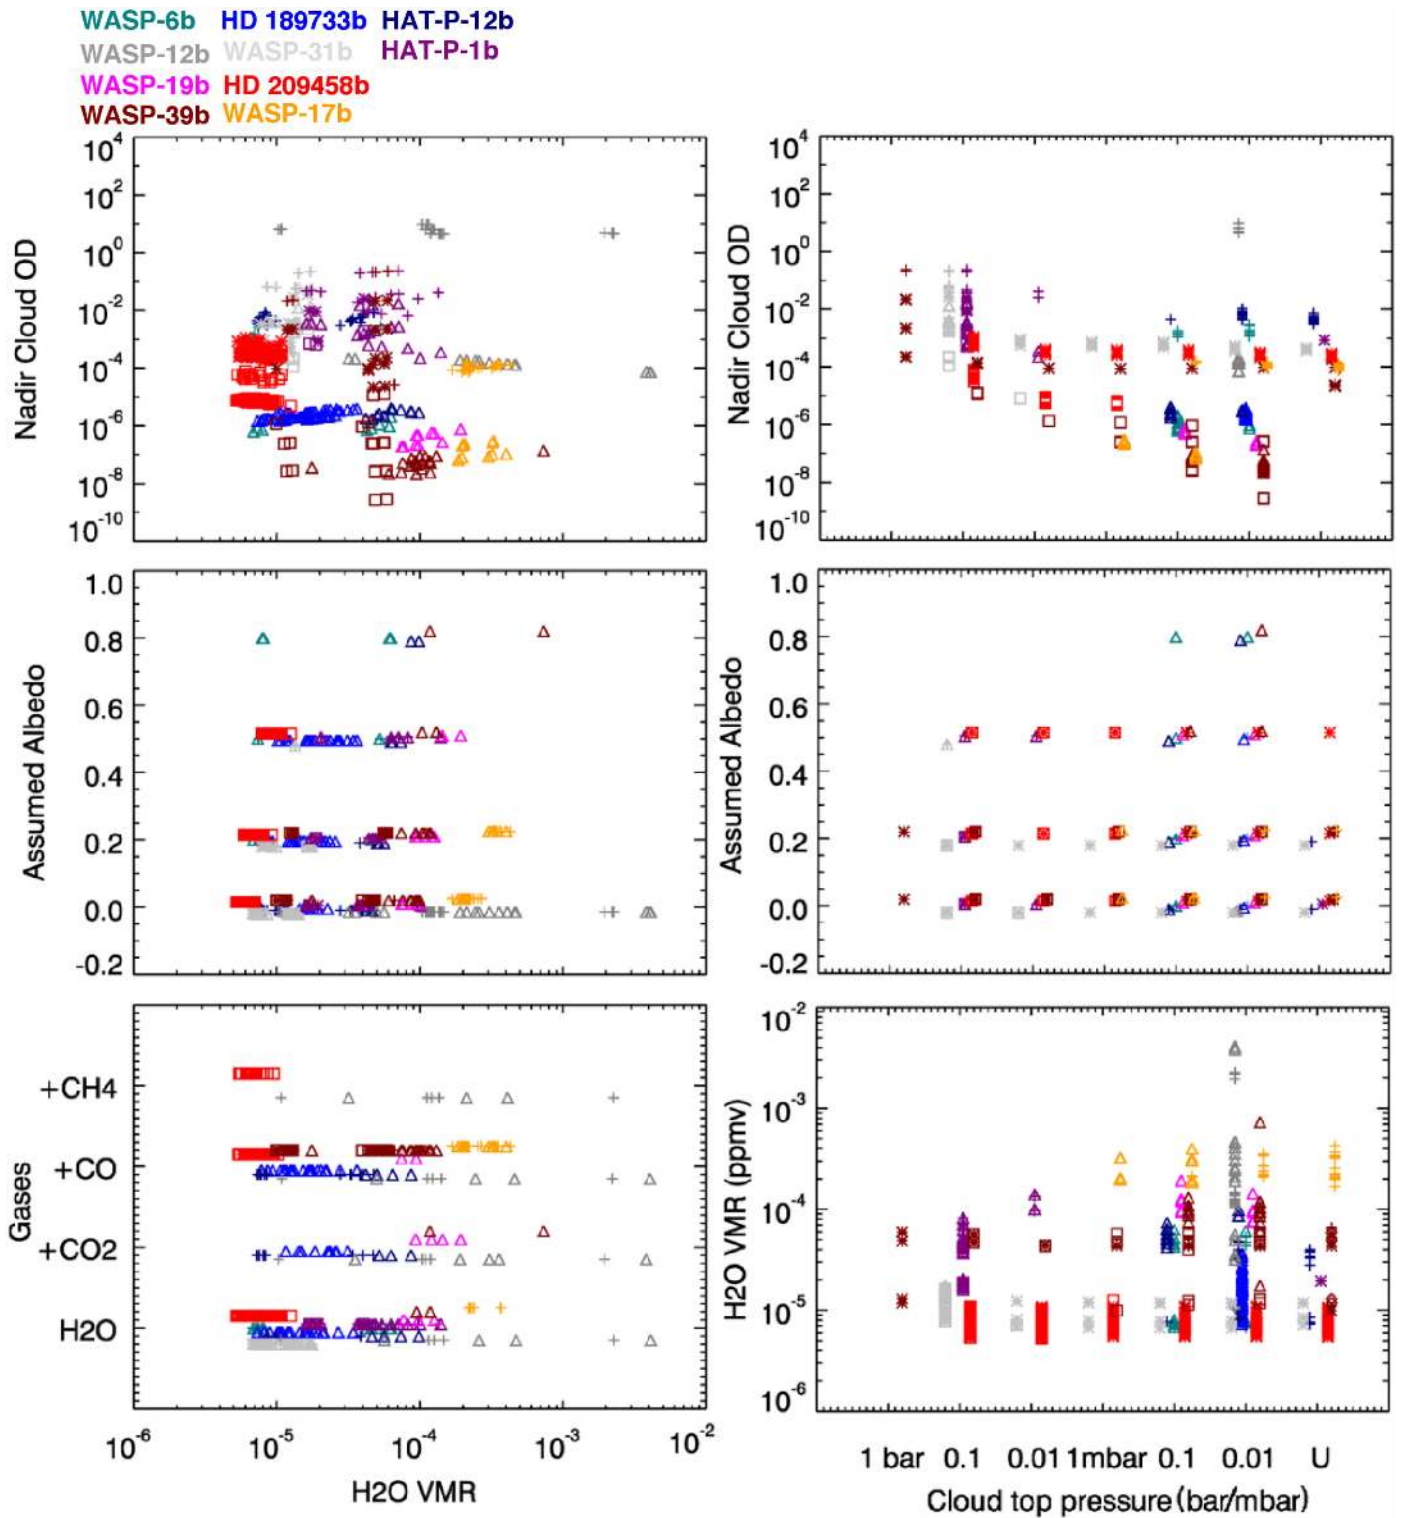 WASP-6b HD 189733b HAT-P-12b
WASP-12b WASP-31b HAT-P-1b
WASP-19b HD 209458b
WASP-39b WASP-17b
Nadir Cloud OD
10^4
10^2
10^0
10^-2
10^-4
10^-6
10^-8
10^-10
Nadir Cloud OD
10^4
10^2
10^0
10^-2
10^-4
10^-6
10^-8
10^-10
Assumed Albedo
1.0
0.8
0.6
0.4
0.2
0.0
-0.2
Assumed Albedo
1.0
0.8
0.6
0.4
0.2
0.0
-0.2
Gases
+CH4
+CO
+CO2
H2O
10^-6 10^-5 10^-4 10^-3 10^-2
H2O VMR
H2O VMR (ppmv)
10^-2
10^-3
10^-4
10^-5
10^-6
1 bar 0.1 0.01 1mbar 0.1 0.01 U
Cloud top pressure (bar/mbar)